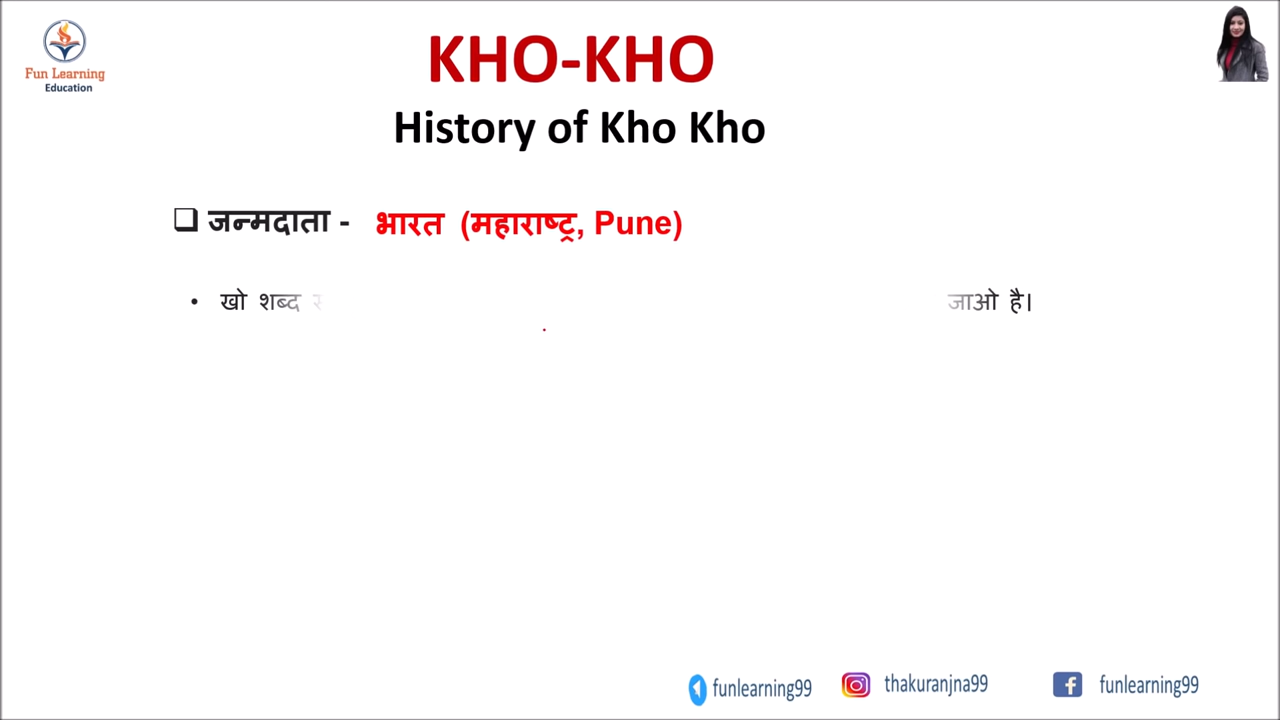 Fun Learning
Education
KHO-KHO
History of Kho Kho
जन्मदाता - भारत (महाराष्ट्र, Pune)
• खो शब्द जाओ है।
funlearning99 thakuranjna99 funlearning99